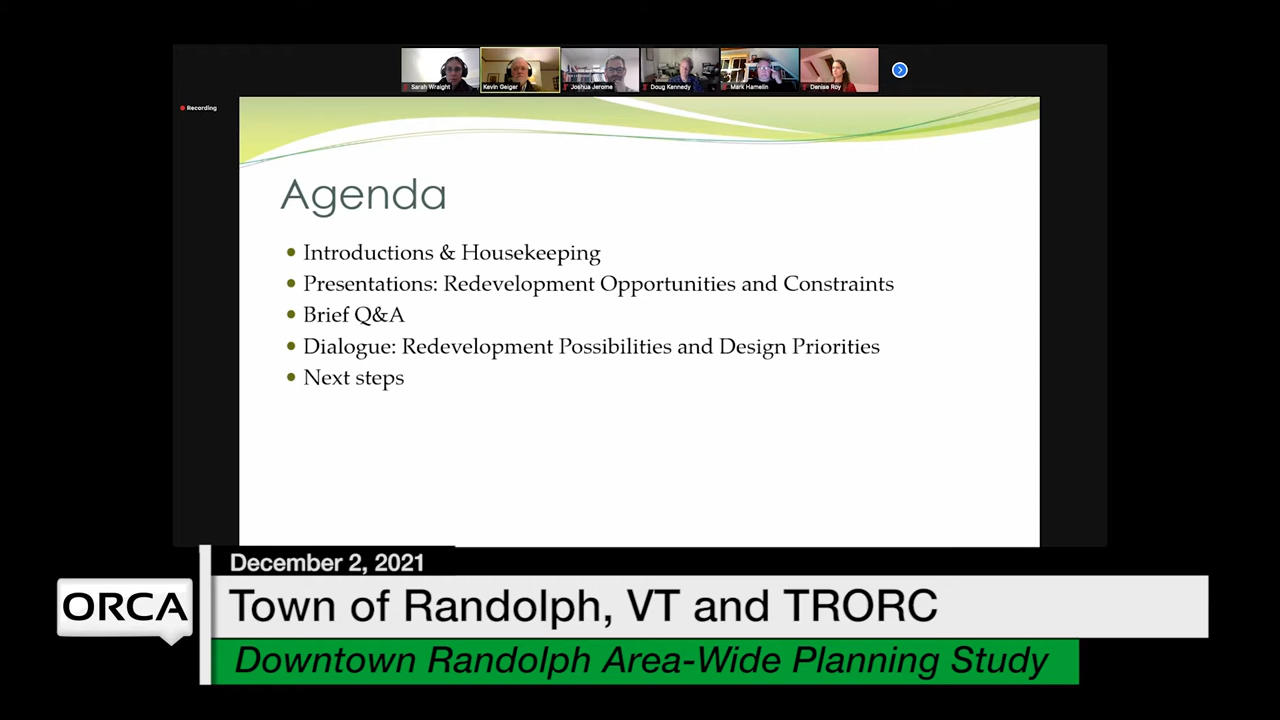 Sarah Wraight
Kevin Geiger
Joshua Jerome
Doug Kennedy
Mark Hamelin
Denise Roy
Recording
Agenda
• Introductions & Housekeeping
• Presentations: Redevelopment Opportunities and Constraints
• Brief Q&A
• Dialogue: Redevelopment Possibilities and Design Priorities
• Next steps
December 2, 2021
ORCA
Town of Randolph, VT and TRORC
Downtown Randolph Area-Wide Planning Study